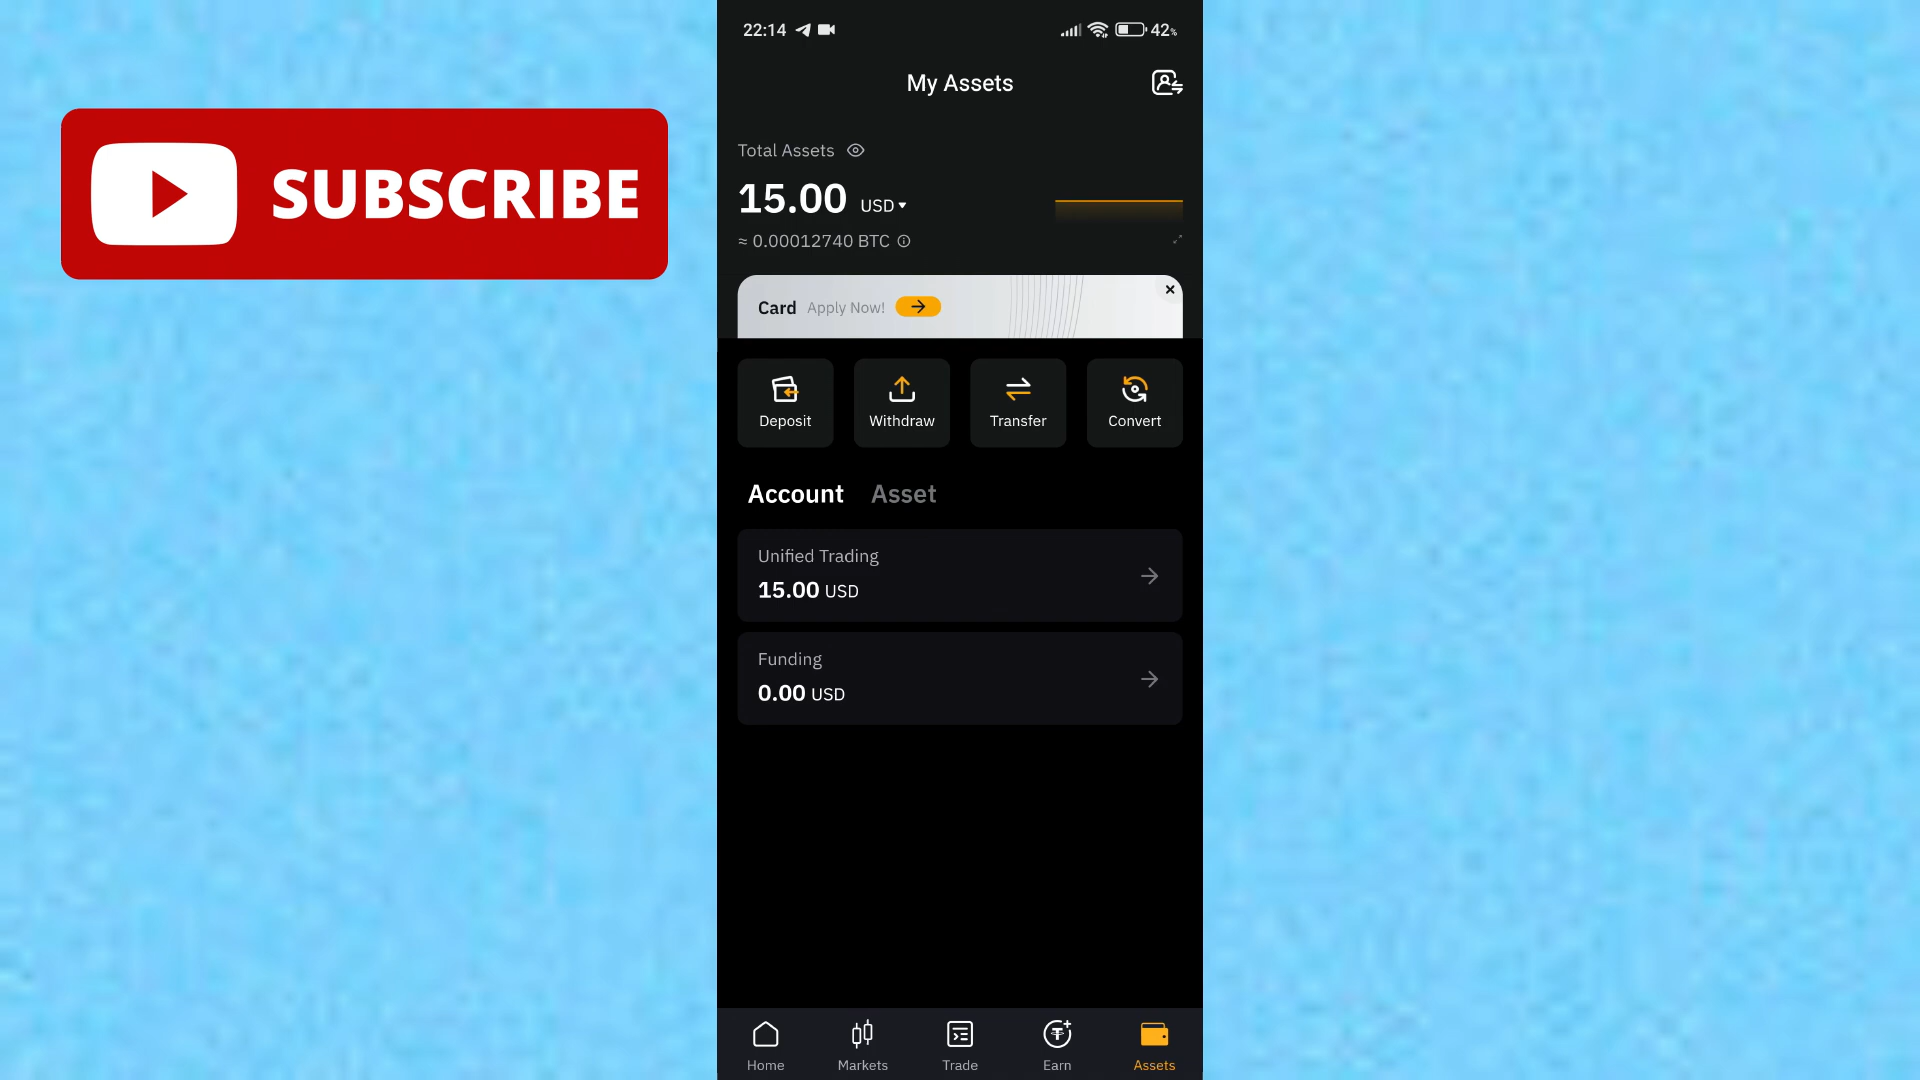 SUBSCRIBE
22:14
42%
My Assets
Total Assets
15.00 USD
≈ 0.00012740 BTC
Card Apply Now!
Deposit
Withdraw
Transfer
Convert
Account
Asset
Unified Trading
15.00 USD
Funding
0.00 USD
Home
Markets
Trade
Earn
Assets